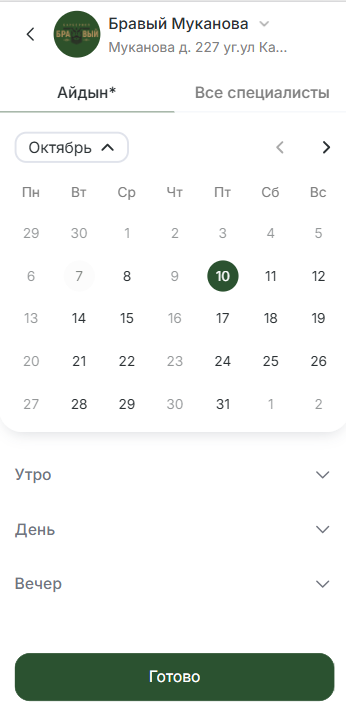 Бравый Муканова
Муканова д. 227 уг.ул Ка...
БРАВЫЙ
Айдын* Все специалисты
Октябрь
Пн Вт Ср Чт Пт Сб Вс
29 30 1 2 3 4 5
6 7 8 9 10 11 12
13 14 15 16 17 18 19
20 21 22 23 24 25 26
27 28 29 30 31 1 2
Утро
День
Вечер
Готово